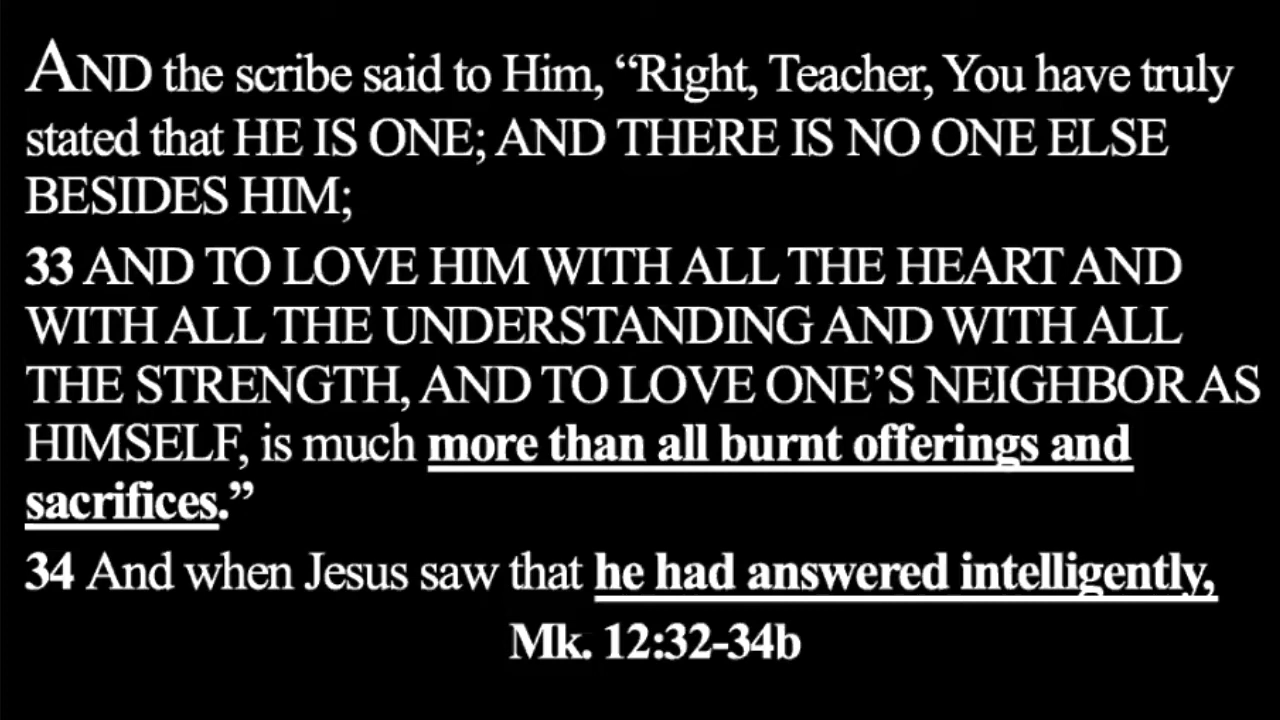 AND the scribe said to Him, “Right, Teacher, You have truly
stated that HE IS ONE; AND THERE IS NO ONE ELSE
BESIDES HIM;
33 AND TO LOVE HIM WITH ALL THE HEART AND
WITH ALL THE UNDERSTANDING AND WITH ALL
THE STRENGTH, AND TO LOVE ONE’S NEIGHBOR AS
HIMSELF, is much more than all burnt offerings and
sacrifices.”
34 And when Jesus saw that he had answered intelligently,
Mk. 12:32-34b